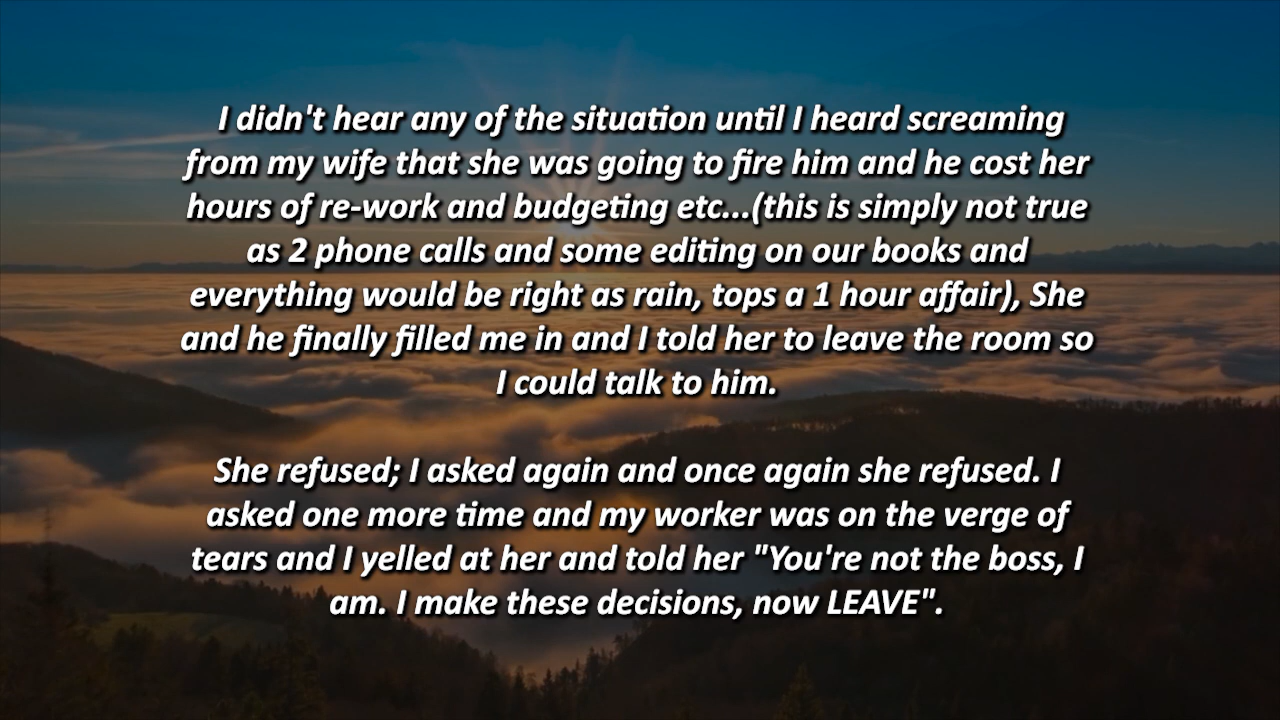 I didn't hear any of the situation until I heard screaming
from my wife that she was going to fire him and he cost her
hours of re-work and budgeting etc...(this is simply not true
as 2 phone calls and some editing on our books and
everything would be right as rain, tops a 1 hour affair), She
and he finally filled me in and I told her to leave the room so
I could talk to him.
She refused; I asked again and once again she refused. I
asked one more time and my worker was on the verge of
tears and I yelled at her and told her "You're not the boss, I
am. I make these decisions, now LEAVE".